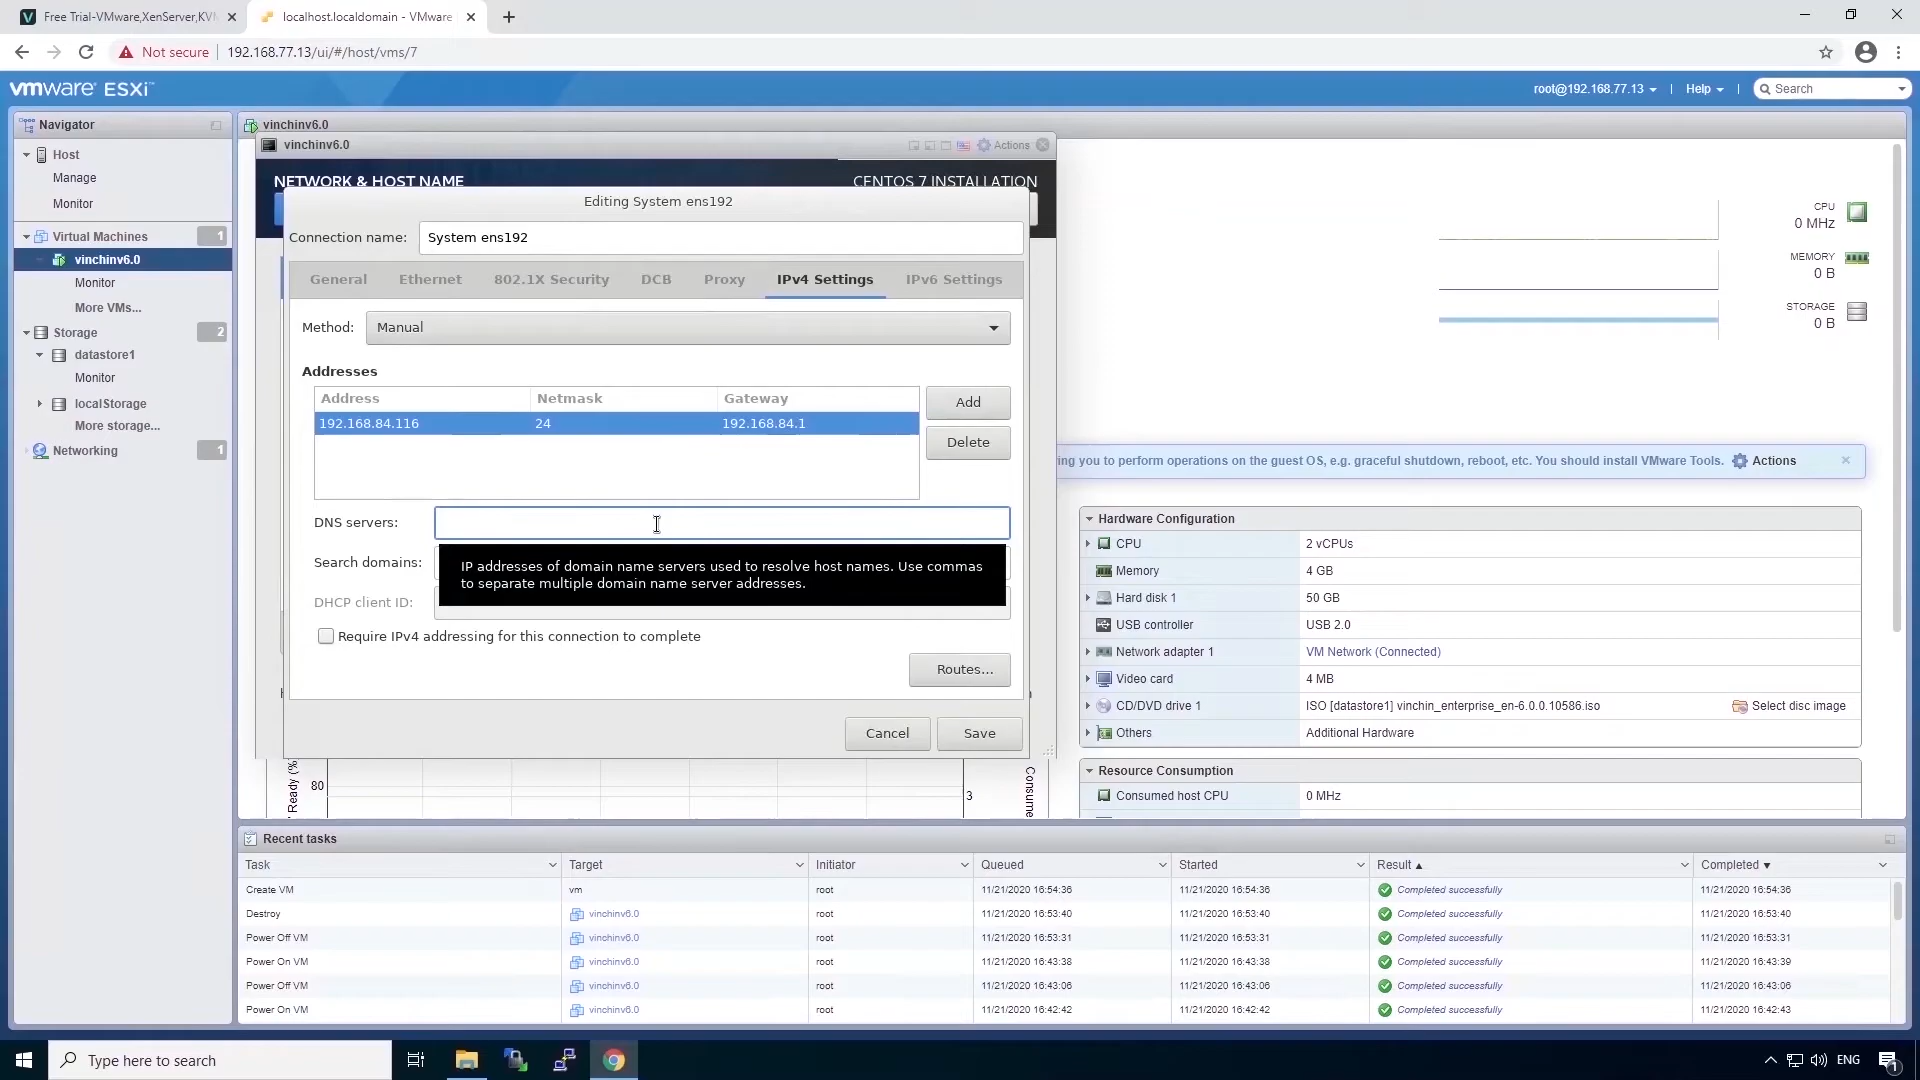 Free Trial-VMware,XenServer,KVM
localhost.localdomain - VMware
Not secure
192.168.77.13/ui/#/host/vms/7
vmware ESXi
root@192.168.77.13
Help
Search
Navigator
Host
Manage
Monitor
Virtual Machines 1
vinchinv6.0
Monitor
More VMs...
Storage 2
datastore1
Monitor
localStorage
More storage...
Networking 1
vinchinv6.0
vinchinv6.0
Actions
NETWORK & HOST NAME
CENTOS 7 INSTALLATION
Editing System ens192
Connection name: System ens192
General Ethernet 802.1X Security DCB Proxy IPv4 Settings IPv6 Settings
Method: Manual
Addresses
Address Netmask Gateway
192.168.84.116 24 192.168.84.1
Add
Delete
DNS servers:
Search domains:
IP addresses of domain name servers used to resolve host names. Use commas
to separate multiple domain name server addresses.
DHCP client ID:
Require IPv4 addressing for this connection to complete
Routes...
Cancel Save
Ready (%)
80
3
Consume
CPU
0 MHz
MEMORY
0 B
STORAGE
0 B
ing you to perform operations on the guest OS, e.g. graceful shutdown, reboot, etc. You should install VMware Tools. Actions
Hardware Configuration
CPU 2 vCPUs
Memory 4 GB
Hard disk 1 50 GB
USB controller USB 2.0
Network adapter 1 VM Network (Connected)
Video card 4 MB
CD/DVD drive 1 ISO [datastore1] vinchin_enterprise_en-6.0.0.10586.iso Select disc image
Others Additional Hardware
Resource Consumption
Consumed host CPU 0 MHz
Recent tasks
Task Target Initiator Queued Started Result Completed
Create VM vm root 11/21/2020 16:54:36 11/21/2020 16:54:36 Completed successfully 11/21/2020 16:54:36
Destroy vinchinv6.0 root 11/21/2020 16:53:40 11/21/2020 16:53:40 Completed successfully 11/21/2020 16:53:40
Power Off VM vinchinv6.0 root 11/21/2020 16:53:31 11/21/2020 16:53:31 Completed successfully 11/21/2020 16:53:31
Power On VM vinchinv6.0 root 11/21/2020 16:43:38 11/21/2020 16:43:38 Completed successfully 11/21/2020 16:43:39
Power Off VM vinchinv6.0 root 11/21/2020 16:43:06 11/21/2020 16:43:06 Completed successfully 11/21/2020 16:43:06
Power On VM vinchinv6.0 root 11/21/2020 16:42:42 11/21/2020 16:42:42 Completed successfully 11/21/2020 16:42:43
Type here to search
ENG
1